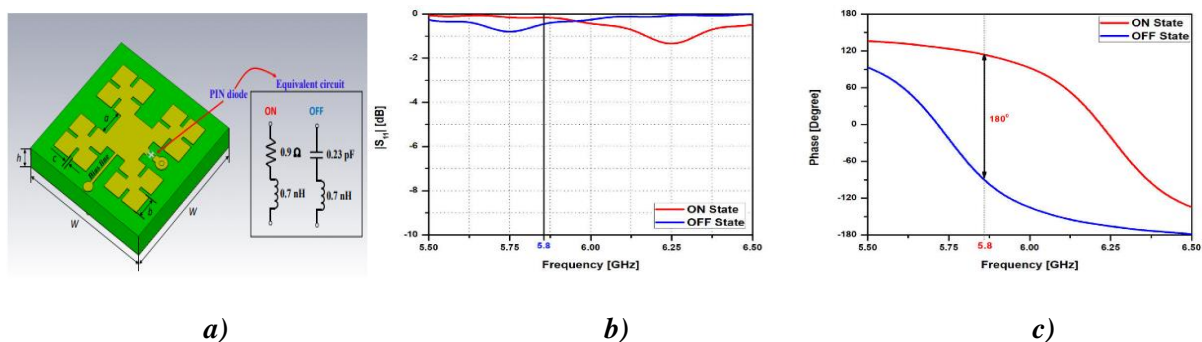 Equivalent circuit
PIN diode
ON OFF
0.9 Ω 0.23 pF
0.7 nH 0.7 nH
a
c
Bias line
b
h
W W
0
-2
-4
-6
-8
-10
|S11| [dB]
ON State
OFF State
5.50 5.75 5.8 6.00 6.25 6.50
Frequency [GHz]
180
120
60
0
-60
-120
-180
Phase [Degree]
ON State
OFF State
180°
5.50 5.75 5.8 6.00 6.25 6.50
Frequency [GHz]
a) b) c)